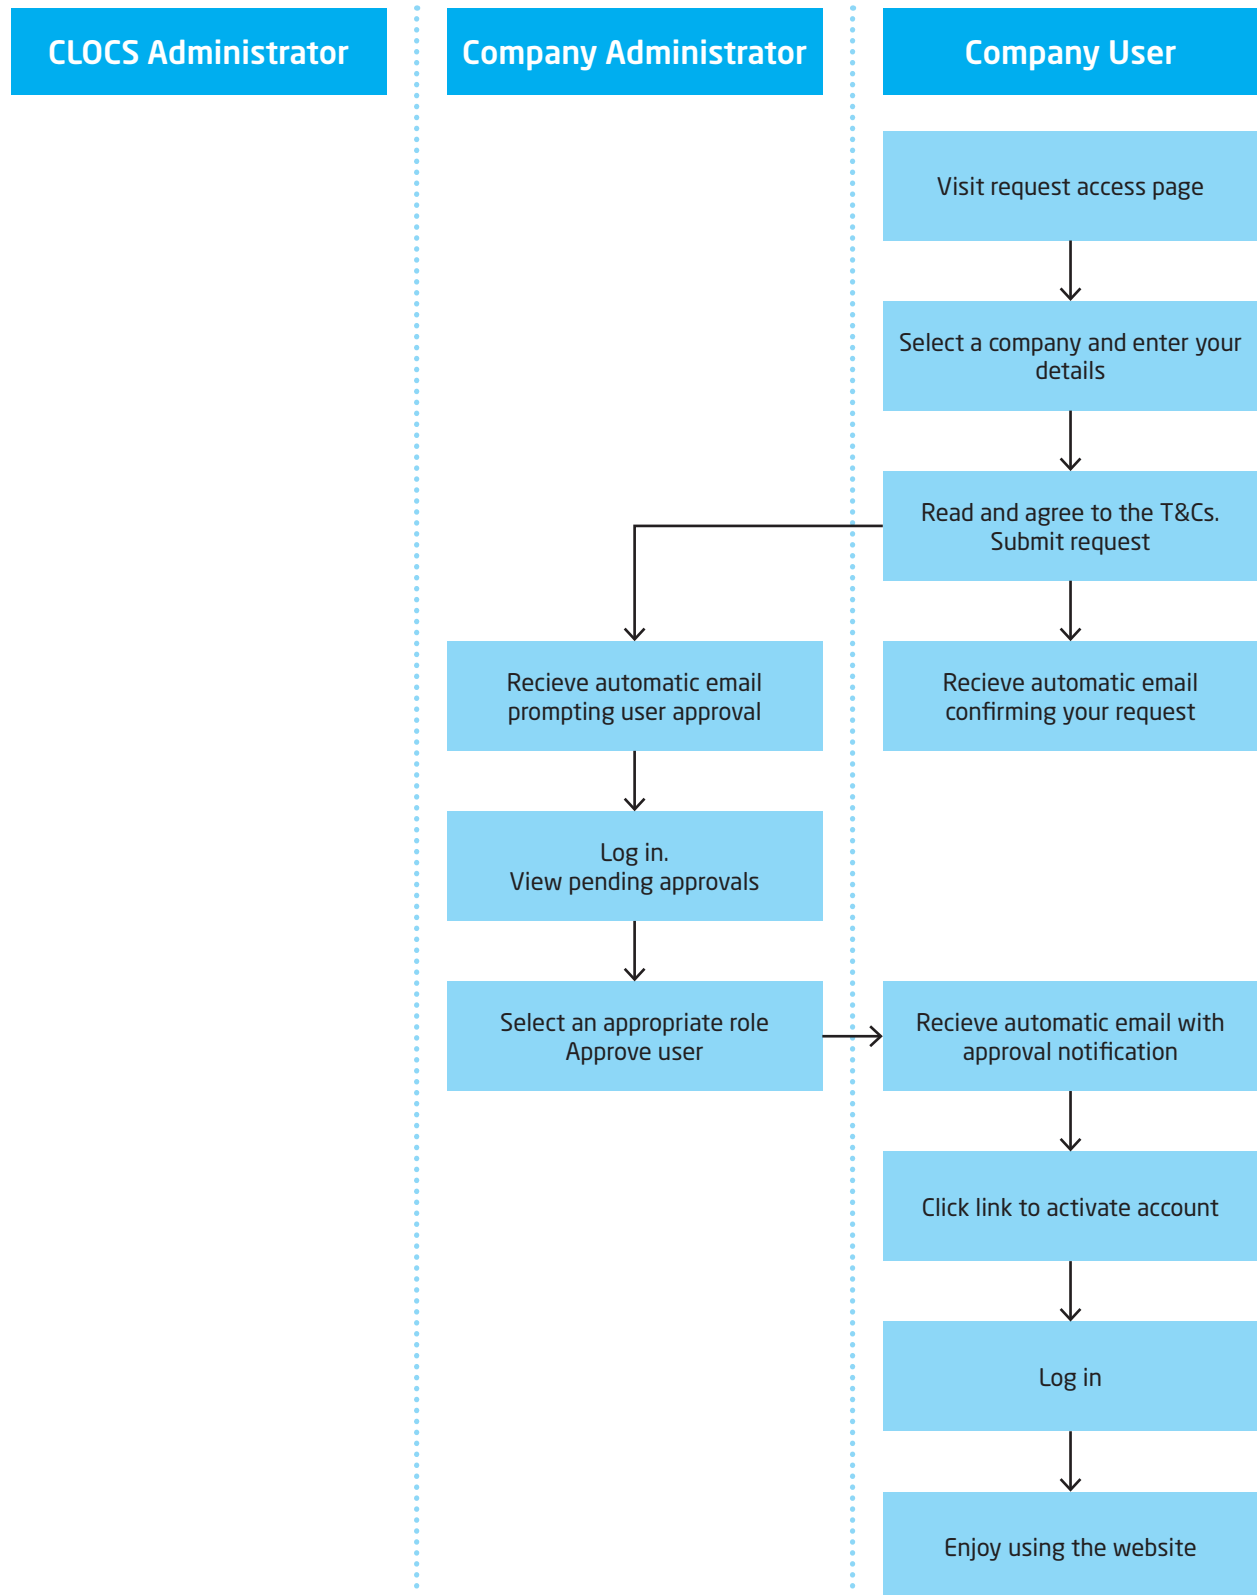 CLOCS Administrator
Company Administrator
Company User
Visit request access page
Select a company and enter your
details
Read and agree to the T&Cs.
Submit request
Recieve automatic email
prompting user approval
Recieve automatic email
confirming your request
Log in.
View pending approvals
Select an appropriate role
Approve user
Recieve automatic email with
approval notification
Click link to activate account
Log in
Enjoy using the website